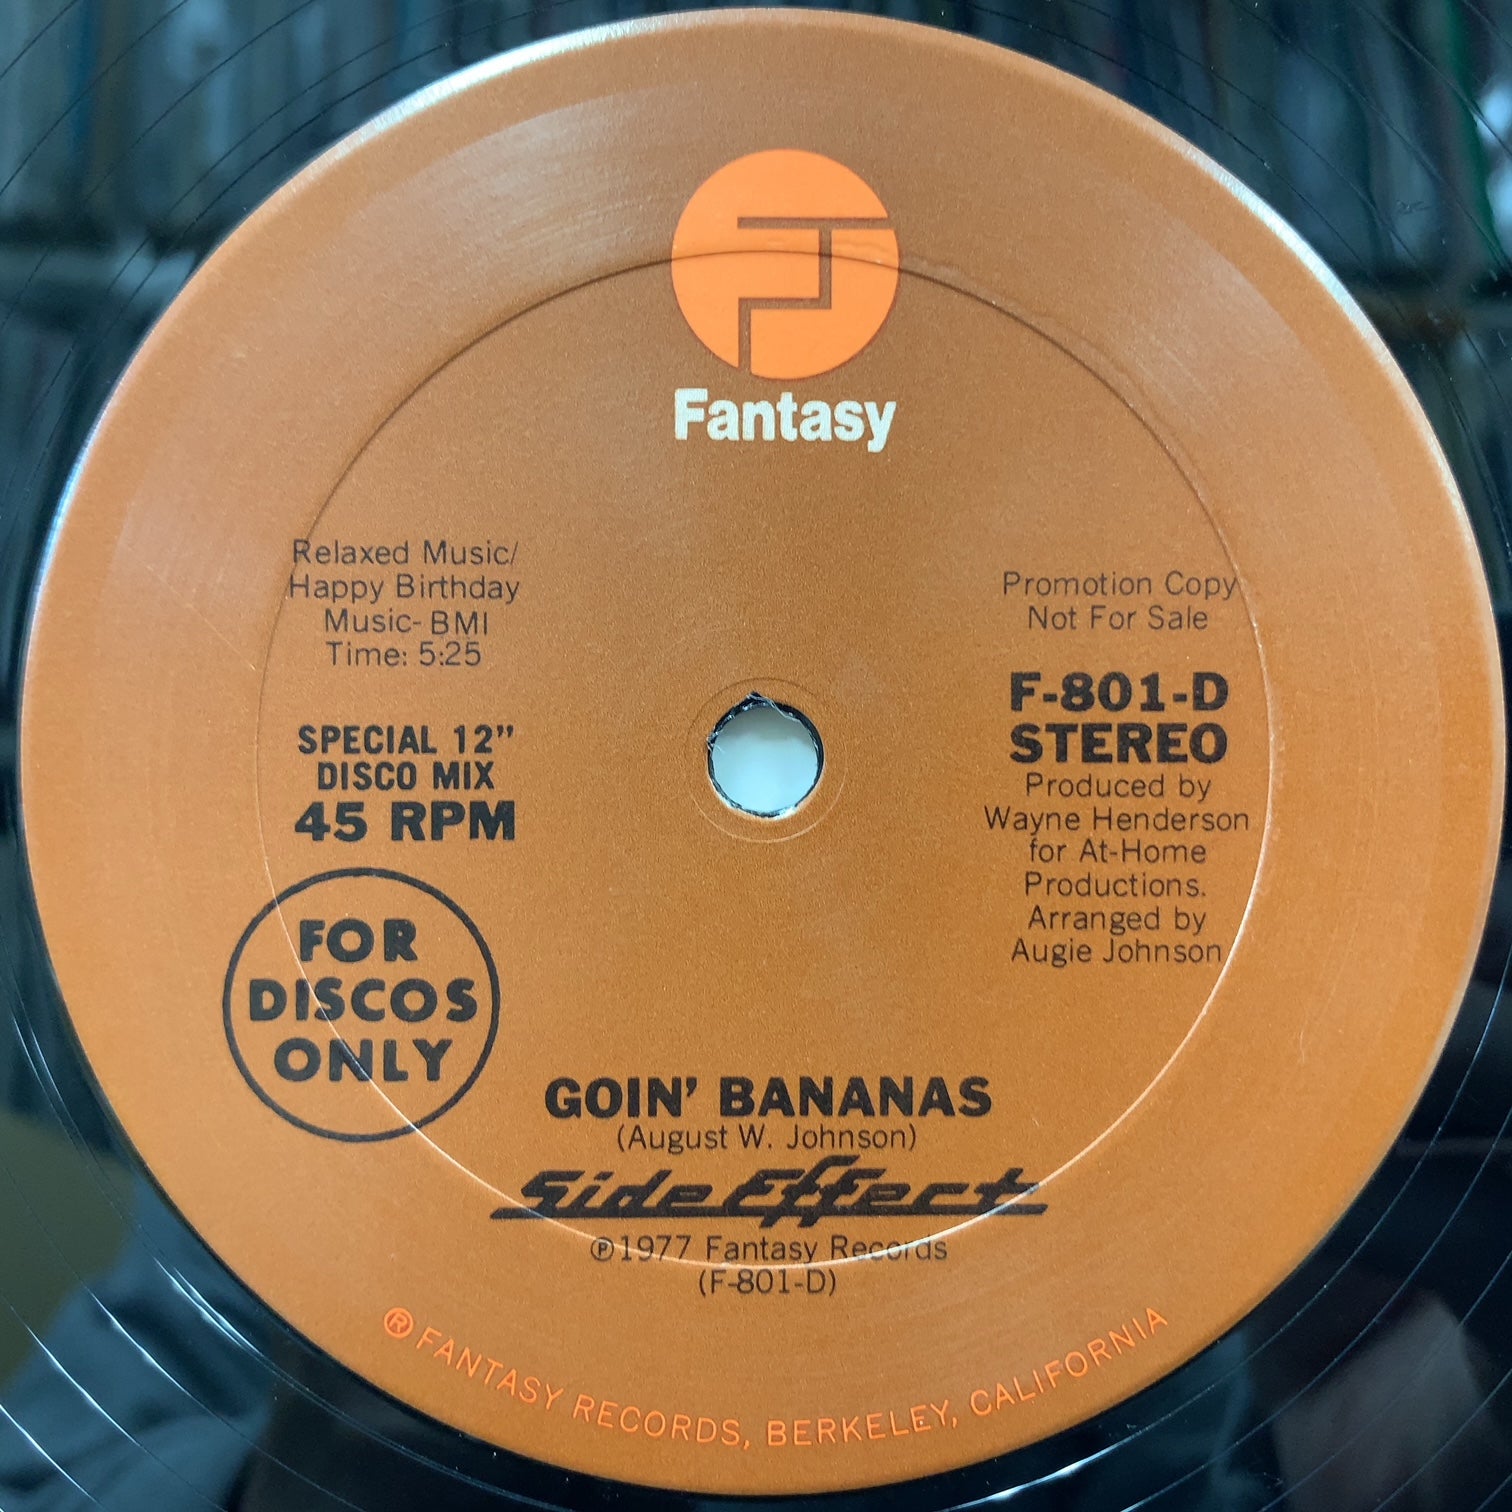 Fantasy
Relaxed Music/
Happy Birthday
Music- BMI
Time: 5:25
SPECIAL 12”
DISCO MIX
45 RPM
FOR
DISCOS
ONLY
Promotion Copy
Not For Sale
F-801-D
STEREO
Produced by
Wayne Henderson
for At-Home
Productions.
Arranged by
Augie Johnson
GOIN’ BANANAS
(August W. Johnson)
Side Effect
℗1977 Fantasy Records
(F-801-D)
® FANTASY RECORDS, BERKELEY, CALIFORNIA